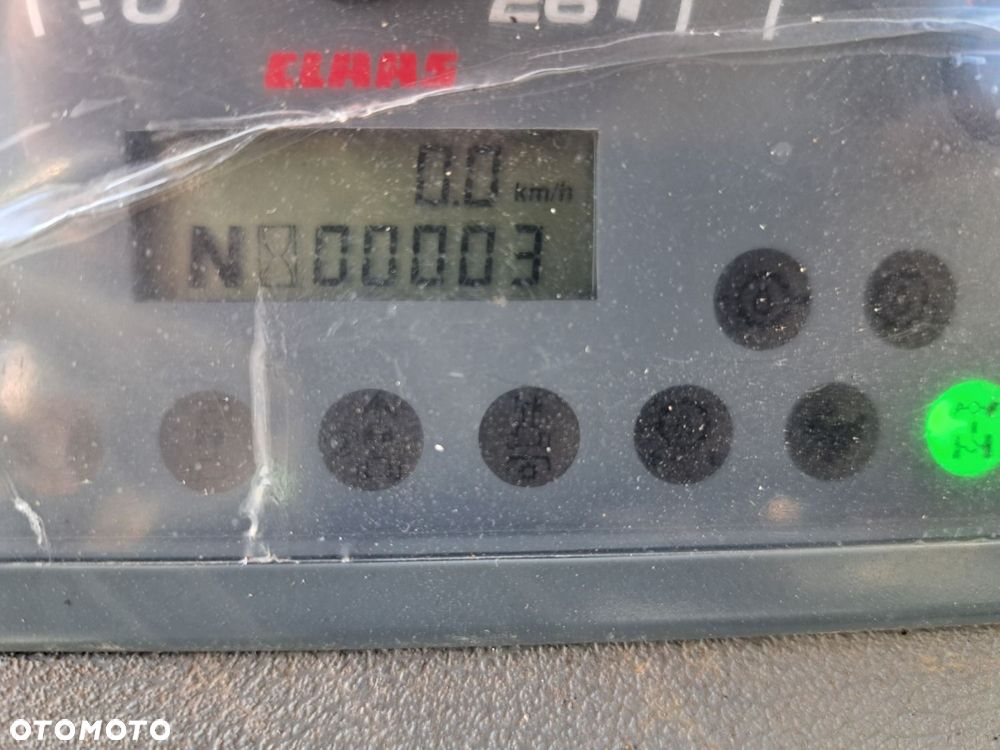 CLAAS
0.0 km/h
N 00003
OTOMOTO